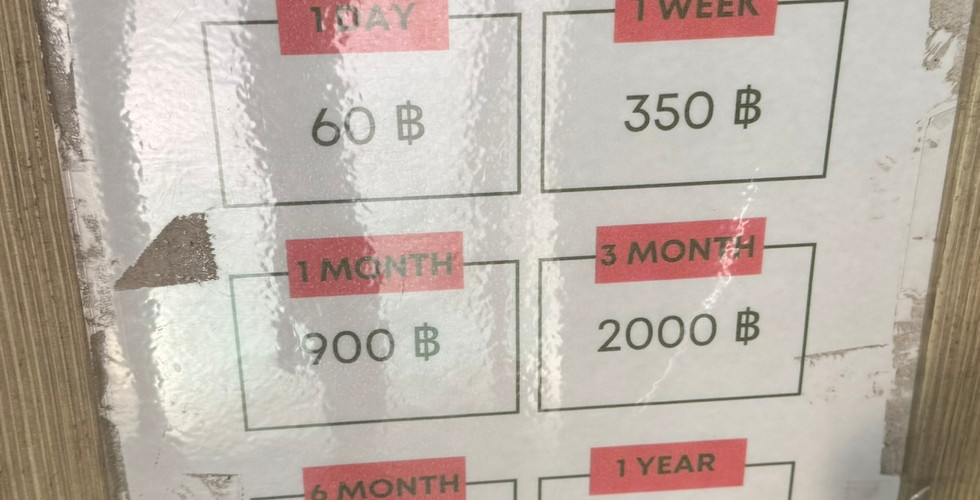 1 DAY
1 WEEK
60 ฿
350 ฿
1 MONTH
3 MONTH
900 ฿
2000 ฿
6 MONTH
1 YEAR